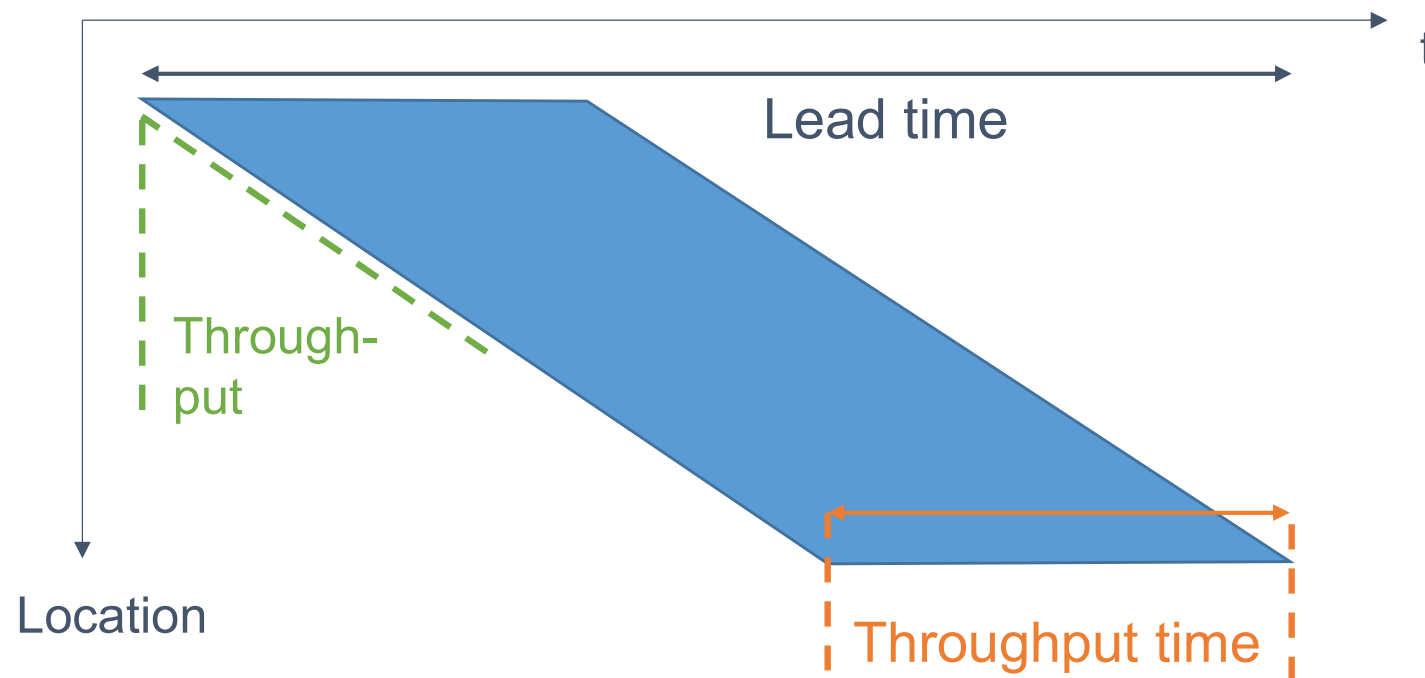 t
Lead time
Through-
put
Location
Throughput time